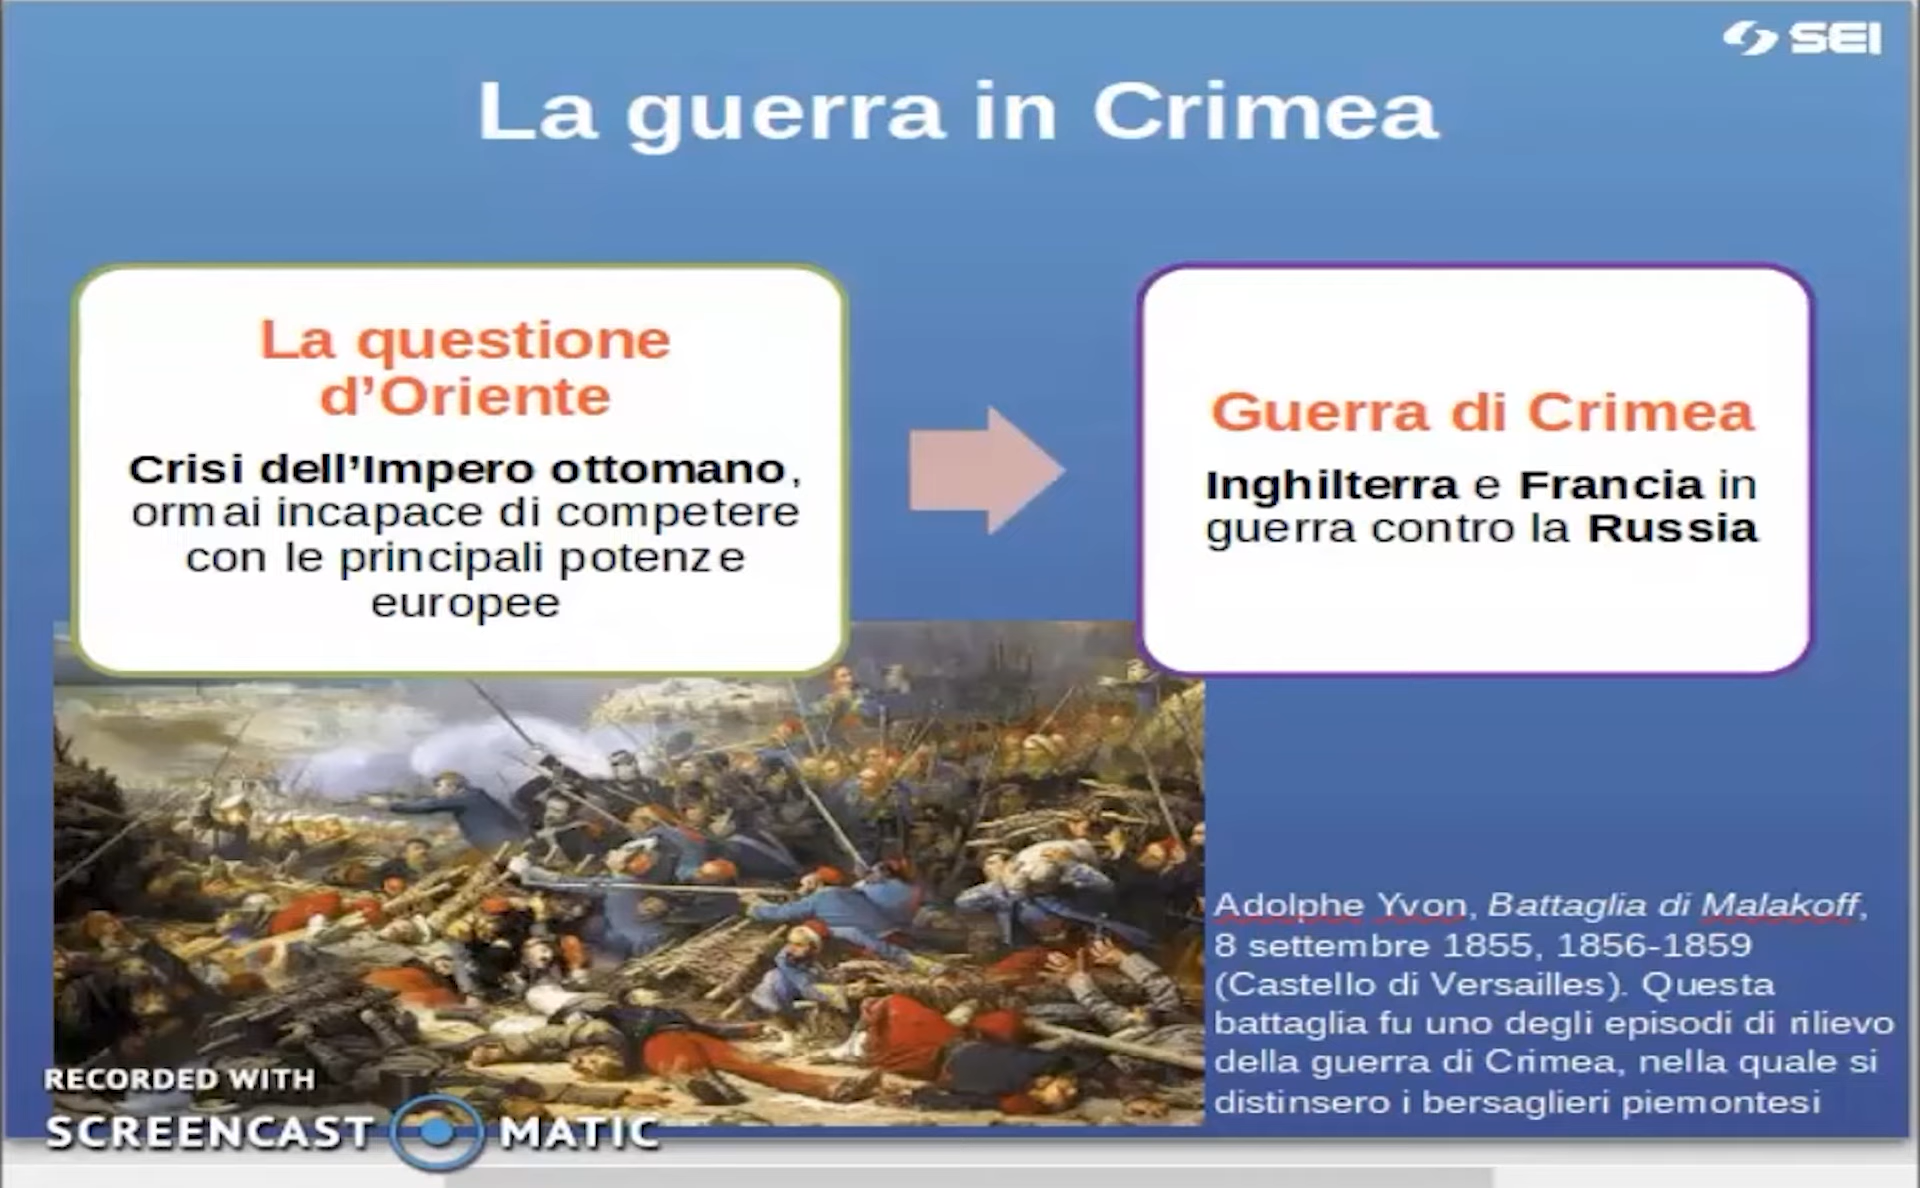 SEI
La guerra in Crimea
La questione
d’Oriente
Crisi dell’Impero ottomano,
ormai incapace di competere
con le principali potenze
europee
Guerra di Crimea
Inghilterra e Francia in
guerra contro la Russia
Adolphe Yvon, Battaglia di Malakoff,
8 settembre 1855, 1856-1859
(Castello di Versailles). Questa
battaglia fu uno degli episodi di rilievo
della guerra di Crimea, nella quale si
distinsero i bersaglieri piemontesi
RECORDED WITH
SCREENCAST MATIC